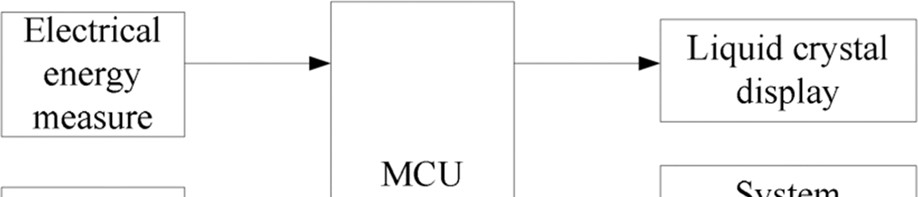 Electrical
energy
measure
MCU
Liquid crystal
display
System